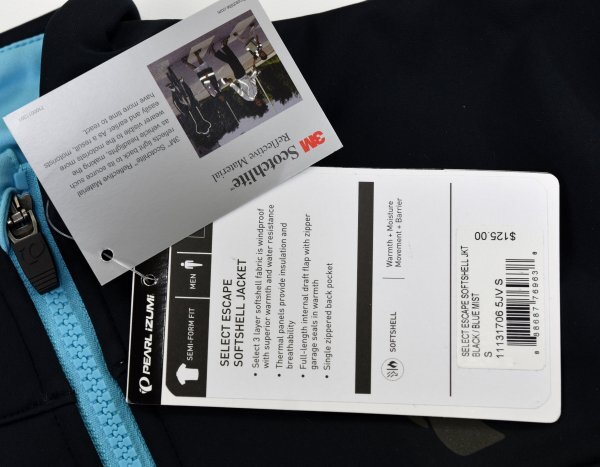 3M Scotchlite™
Reflective Material
3M™ Scotchlite™ Reflective Material
reflects light back to its source such
as vehicle headlights, making the
wearer visible to the motorists more
easily and earlier. As a result, motorists
have more time to react.
PEARL IZUMI
SEMI-FORM FIT
MEN
SELECT ESCAPE
SOFTSHELL JACKET
• Select 3 layer softshell fabric is windproof
with superior warmth and water resistance
• Thermal panels provide insulation and
breathability
• Full-length internal draft flap with zipper
garage seals in warmth
• Single zippered back pocket
SOFTSHELL
Warmth + Moisture
Movement + Barrier
$125.00
SELECT ESCAPE SOFTSHELL JKT
BLACK / BLUE MIST
S
11131706 5JV S